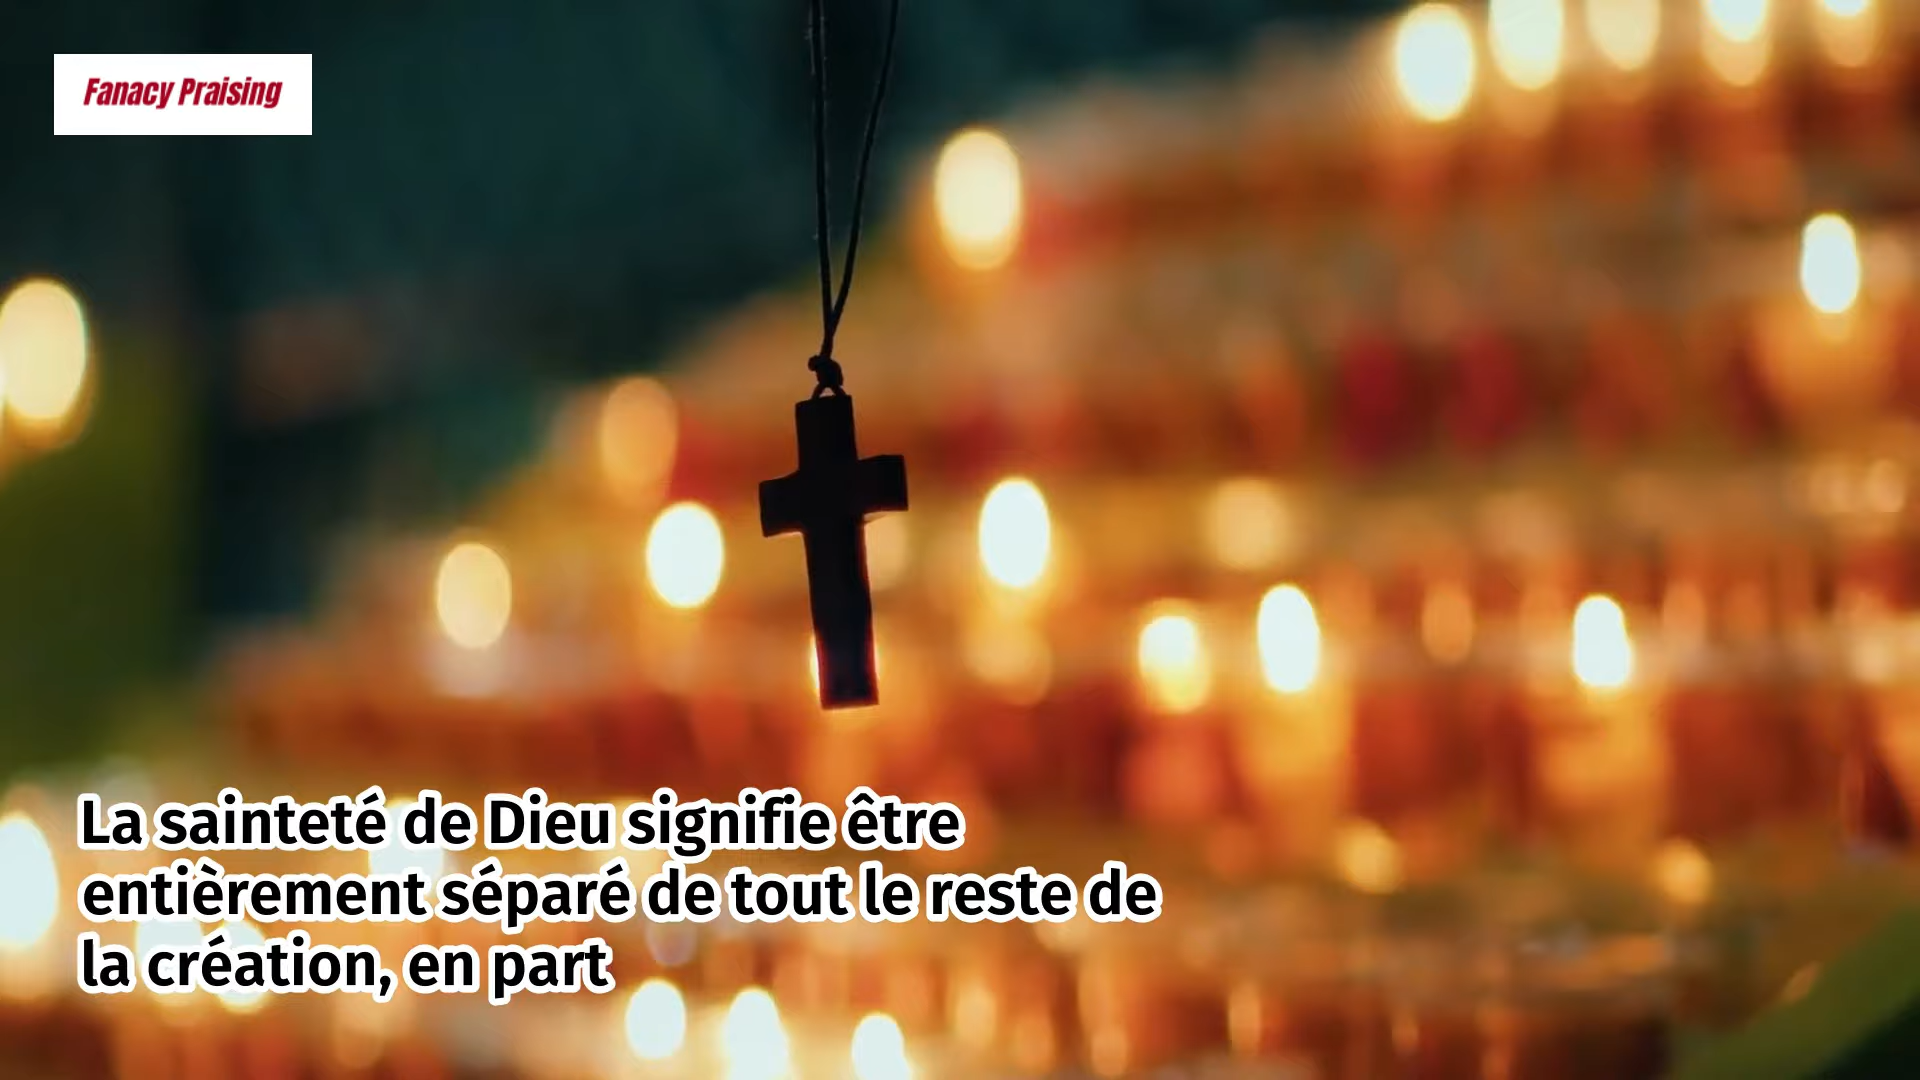 Fanacy Praising
La sainteté de Dieu signifie être
entièrement séparé de tout le reste de
la création, en part